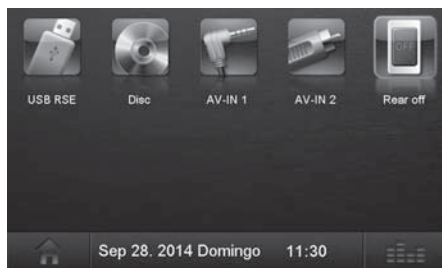 OFF
USB RSE Disc AV-IN 1 AV-IN 2 Rear off
Sep 28. 2014 Domingo 11:30